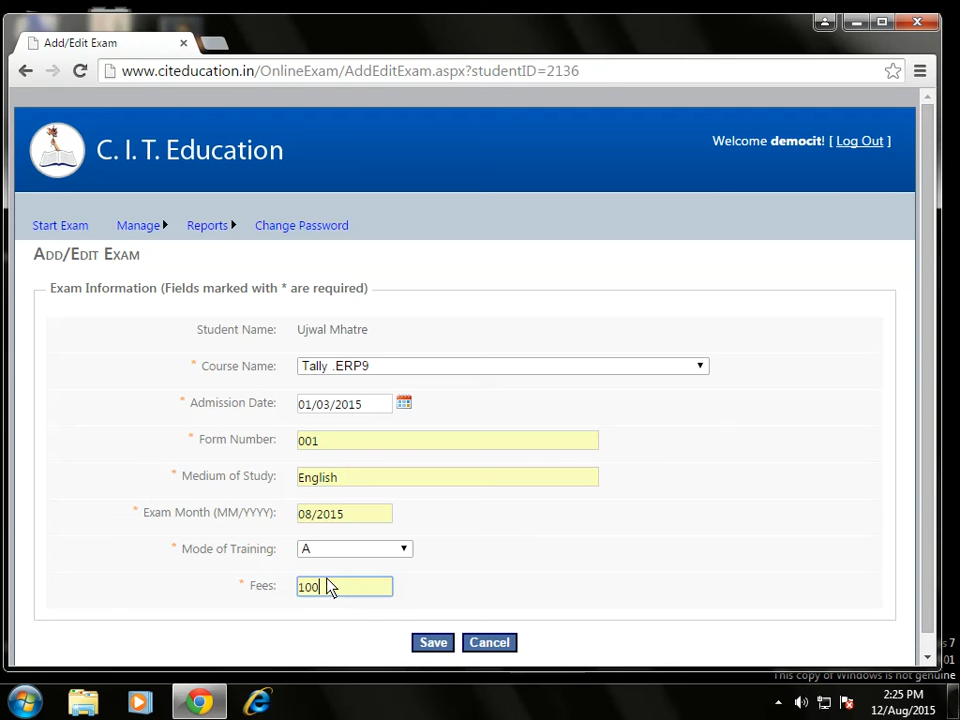 Add/Edit Exam
www.citeducation.in/OnlineExam/AddEditExam.aspx?studentID=2136
C. I. T. Education
Welcome democit! [ Log Out ]
Start Exam Manage Reports Change Password
ADD/EDIT EXAM
Exam Information (Fields marked with * are required)
Student Name: Ujwal Mhatre
* Course Name: Tally .ERP9
* Admission Date: 01/03/2015
* Form Number: 001
* Medium of Study: English
* Exam Month (MM/YYYY): 08/2015
* Mode of Training: A
* Fees: 100
Save Cancel
s 7
01
This copy of Windows is not genuine
2:25 PM
12/Aug/2015